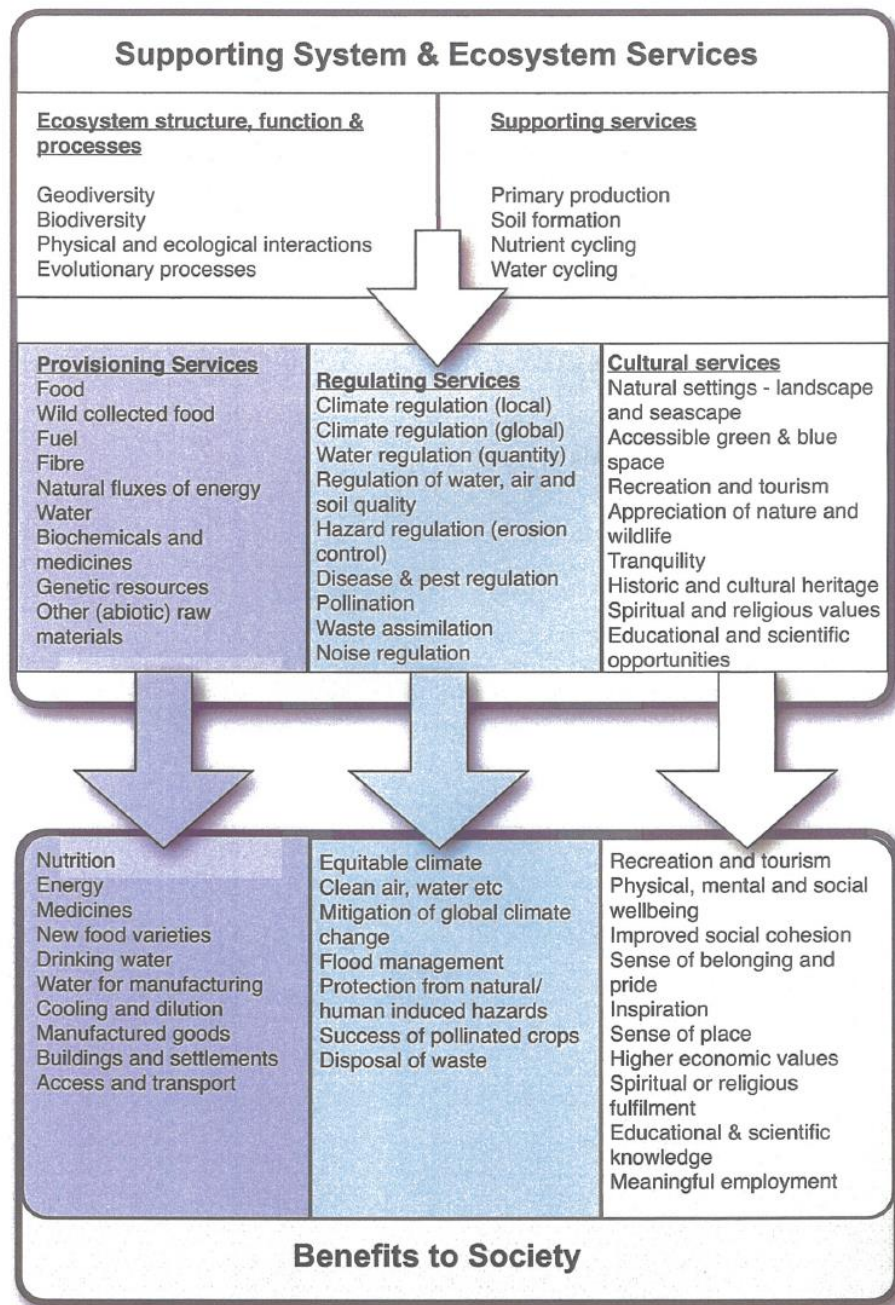 Supporting System & Ecosystem Services
Ecosystem structure, function &
processes
Geodiversity
Biodiversity
Physical and ecological interactions
Evolutionary processes
Supporting services
Primary production
Soil formation
Nutrient cycling
Water cycling
Provisioning Services
Food
Wild collected food
Fuel
Fibre
Natural fluxes of energy
Water
Biochemicals and
medicines
Genetic resources
Other (abiotic) raw
materials
Regulating Services
Climate regulation (local)
Climate regulation (global)
Water regulation (quantity)
Regulation of water, air and
soil quality
Hazard regulation (erosion
control)
Disease & pest regulation
Pollination
Waste assimilation
Noise regulation
Cultural services
Natural settings - landscape
and seascape
Accessible green & blue
space
Recreation and tourism
Appreciation of nature and
wildlife
Tranquility
Historic and cultural heritage
Spiritual and religious values
Educational and scientific
opportunities
Nutrition
Energy
Medicines
New food varieties
Drinking water
Water for manufacturing
Cooling and dilution
Manufactured goods
Buildings and settlements
Access and transport
Equitable climate
Clean air, water etc
Mitigation of global climate
change
Flood management
Protection from natural/
human induced hazards
Success of pollinated crops
Disposal of waste
Recreation and tourism
Physical, mental and social
wellbeing
Improved social cohesion
Sense of belonging and
pride
Inspiration
Sense of place
Higher economic values
Spiritual or religious
fulfilment
Educational & scientific
knowledge
Meaningful employment
Benefits to Society